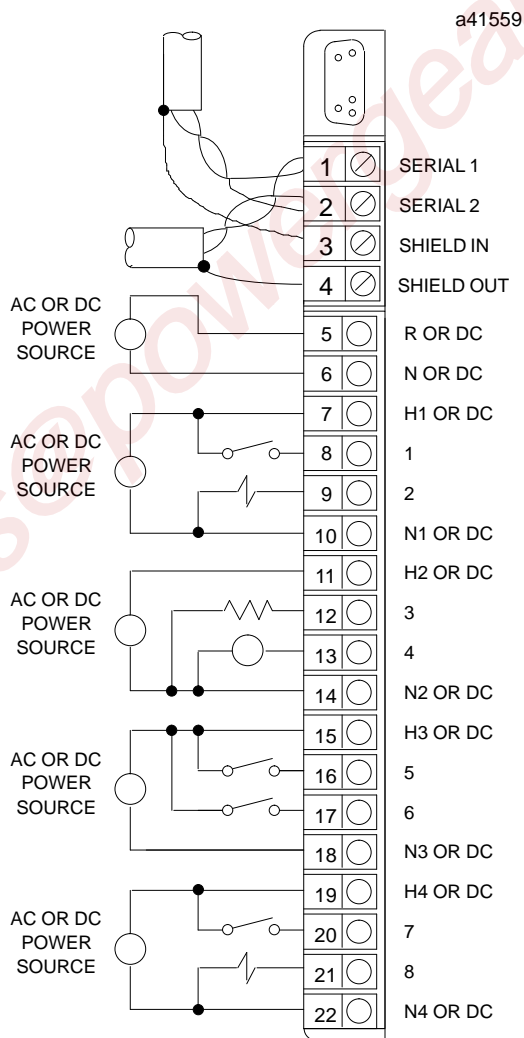 a41559
1 SERIAL 1
2 SERIAL 2
3 SHIELD IN
4 SHIELD OUT
AC OR DC
POWER
SOURCE
5 R OR DC
6 N OR DC
7 H1 OR DC
AC OR DC
POWER
SOURCE
8 1
9 2
10 N1 OR DC
11 H2 OR DC
AC OR DC
POWER
SOURCE
12 3
13 4
14 N2 OR DC
15 H3 OR DC
AC OR DC
POWER
SOURCE
16 5
17 6
18 N3 OR DC
19 H4 OR DC
AC OR DC
POWER
SOURCE
20 7
21 8
22 N4 OR DC
s@powergea